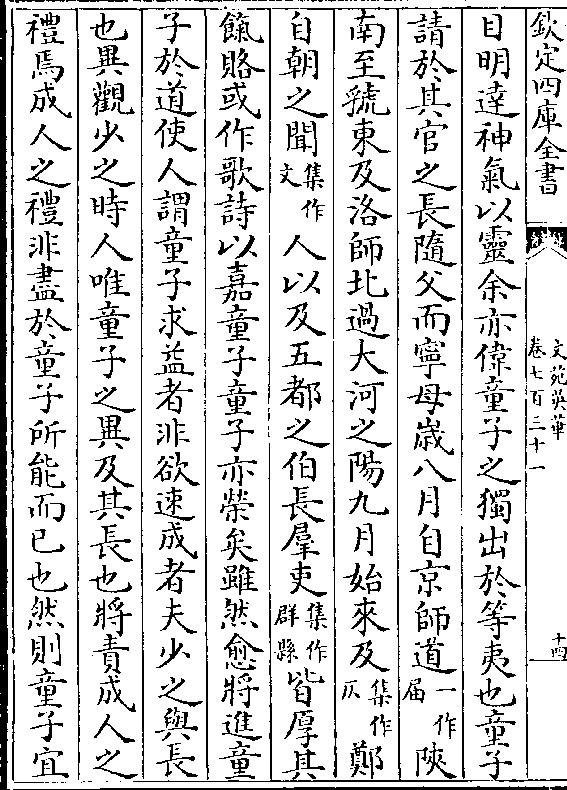 欽定四庫全書
文苑英華
卷七百三十一
十四
目明達神氣以靈余亦偉童子之獨出於等夷也童子
請於其官之長隨父而寧母歲八月自京師道一作屆陝
南至虢東及洛師北過大河之陽九月始來及集作仄鄭
自朝之聞集作文人以及五都之伯長羣吏集作群縣皆厚其
餼賂或作歌詩以嘉童子童子亦榮矣雖然愈將進童
子於道使人謂童子求益者非欲速成者夫少之與長
也異觀少之時人唯童子之異及其長也將責成人之
禮焉成人之禮非盡於童子所能而已也然則童子宜